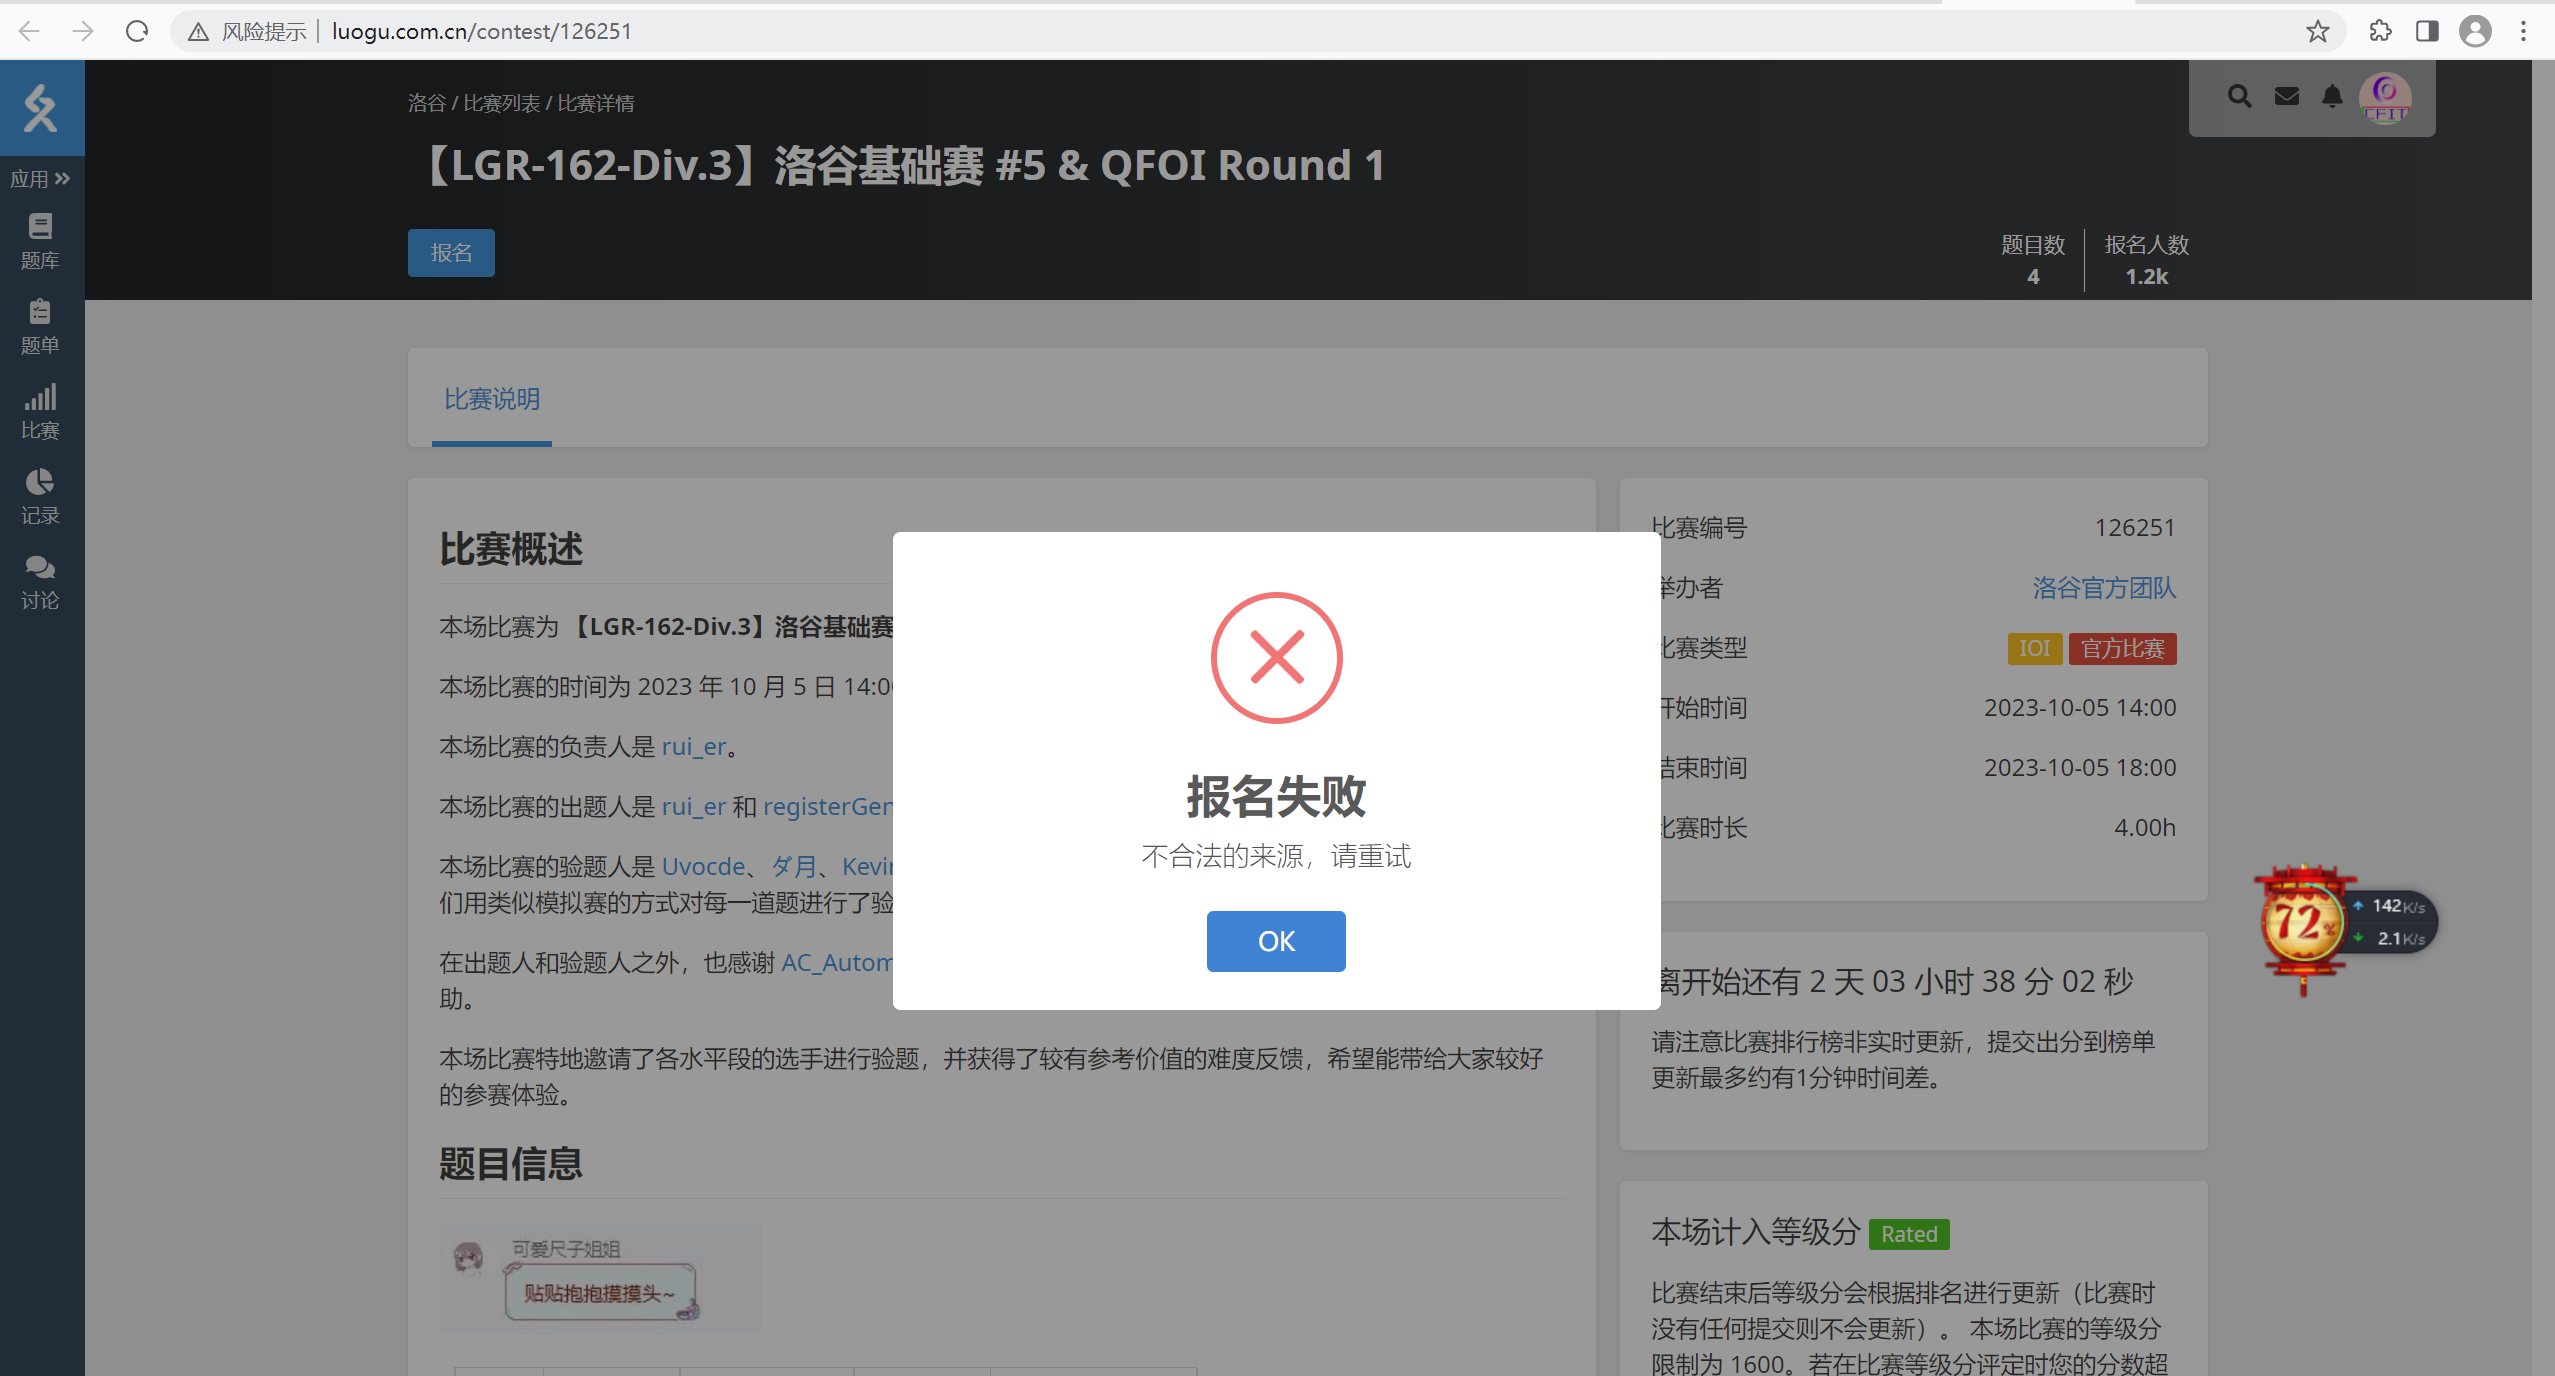 风险提示
luogu.com.cn/contest/126251
CFIT
应用
题库
题单
比赛
记录
讨论
洛谷 / 比赛列表 / 比赛详情
【LGR-162-Div.3】洛谷基础赛 #5 & QFOI Round 1
报名
题目数
4
报名人数
1.2k
比赛说明
比赛概述
本场比赛为 【LGR-162-Div.3】洛谷基础赛
本场比赛的时间为 2023 年 10 月 5 日 14:0
本场比赛的负责人是 rui_er。
本场比赛的出题人是 rui_er 和 registerGen
本场比赛的验题人是 Uvocde、ダ月、Kevin
们用类似模拟赛的方式对每一道题进行了验
在出题人和验题人之外，也感谢 AC_Autom
助。
本场比赛特地邀请了各水平段的选手进行验题，并获得了较有参考价值的难度反馈，希望能带给大家较好
的参赛体验。
题目信息
可爱尺子姐姐
贴贴抱抱摸摸头~
报名失败
不合法的来源，请重试
OK
比赛编号 126251
举办者 洛谷官方团队
比赛类型 IOI 官方比赛
开始时间 2023-10-05 14:00
结束时间 2023-10-05 18:00
比赛时长 4.00h
离开始还有 2 天 03 小时 38 分 02 秒
请注意比赛排行榜非实时更新，提交出分到榜单
更新最多约有1分钟时间差。
本场计入等级分 Rated
比赛结束后等级分会根据排名进行更新（比赛时
没有任何提交则不会更新）。 本场比赛的等级分
限制为 1600。若在比赛等级分评定时您的分数超
72%
142K/s
2.1K/s